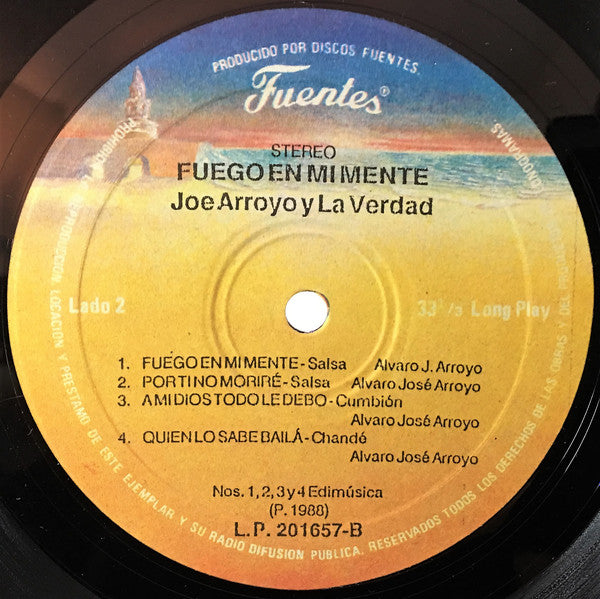 PRODUCIDO POR DISCOS FUENTES.
Fuentes®
STEREO
FUEGO EN MI MENTE
Joe Arroyo y La Verdad
Lado 2
33 1/3 Long Play
1. FUEGO EN MI MENTE - Salsa Alvaro J. Arroyo
2. POR TI NO MORIRÉ - Salsa Alvaro José Arroyo
3. A MI DIOS TODO LE DEBO - Cumbión
Alvaro José Arroyo
4. QUIEN LO SABE BAILÁ - Chandé
Alvaro José Arroyo
Nos. 1, 2, 3 y 4 Edimúsica
(P. 1988)
L.P. 201657-B
REPRODUCCION, LOCACION Y PRESTAMO DE ESTE EJEMPLAR Y SU RADIO DIFUSION PUBLICA. RESERVADOS TODOS LOS DERECHOS DE LAS OBRAS Y DEL